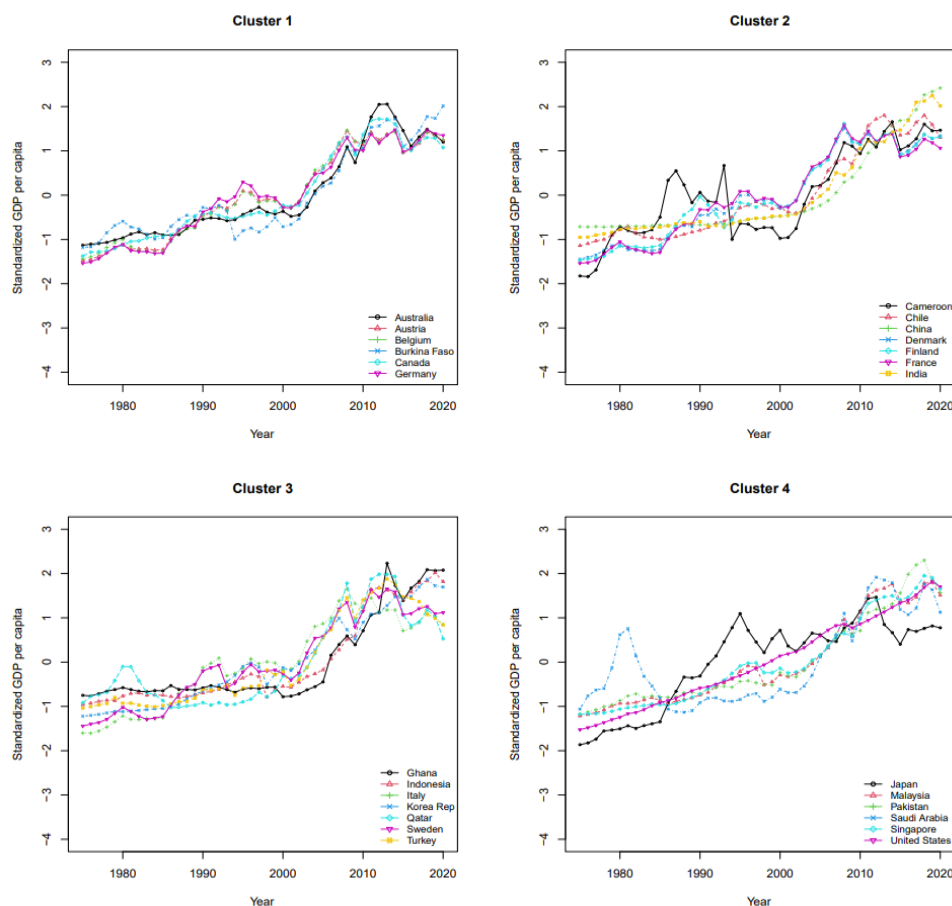 Cluster 1
Standardized GDP per capita
3
2
1
0
−1
−2
−3
−4
Australia
Austria
Belgium
Burkina Faso
Canada
Germany
1980
1990
2000
2010
2020
Year
Cluster 2
Standardized GDP per capita
3
2
1
0
−1
−2
−3
−4
Cameroon
Chile
China
Denmark
Finland
France
India
1980
1990
2000
2010
2020
Year
Cluster 3
Standardized GDP per capita
3
2
1
0
−1
−2
−3
−4
Ghana
Indonesia
Italy
Korea Rep
Qatar
Sweden
Turkey
1980
1990
2000
2010
2020
Year
Cluster 4
Standardized GDP per capita
3
2
1
0
−1
−2
−3
−4
Japan
Malaysia
Pakistan
Saudi Arabia
Singapore
United States
1980
1990
2000
2010
2020
Year